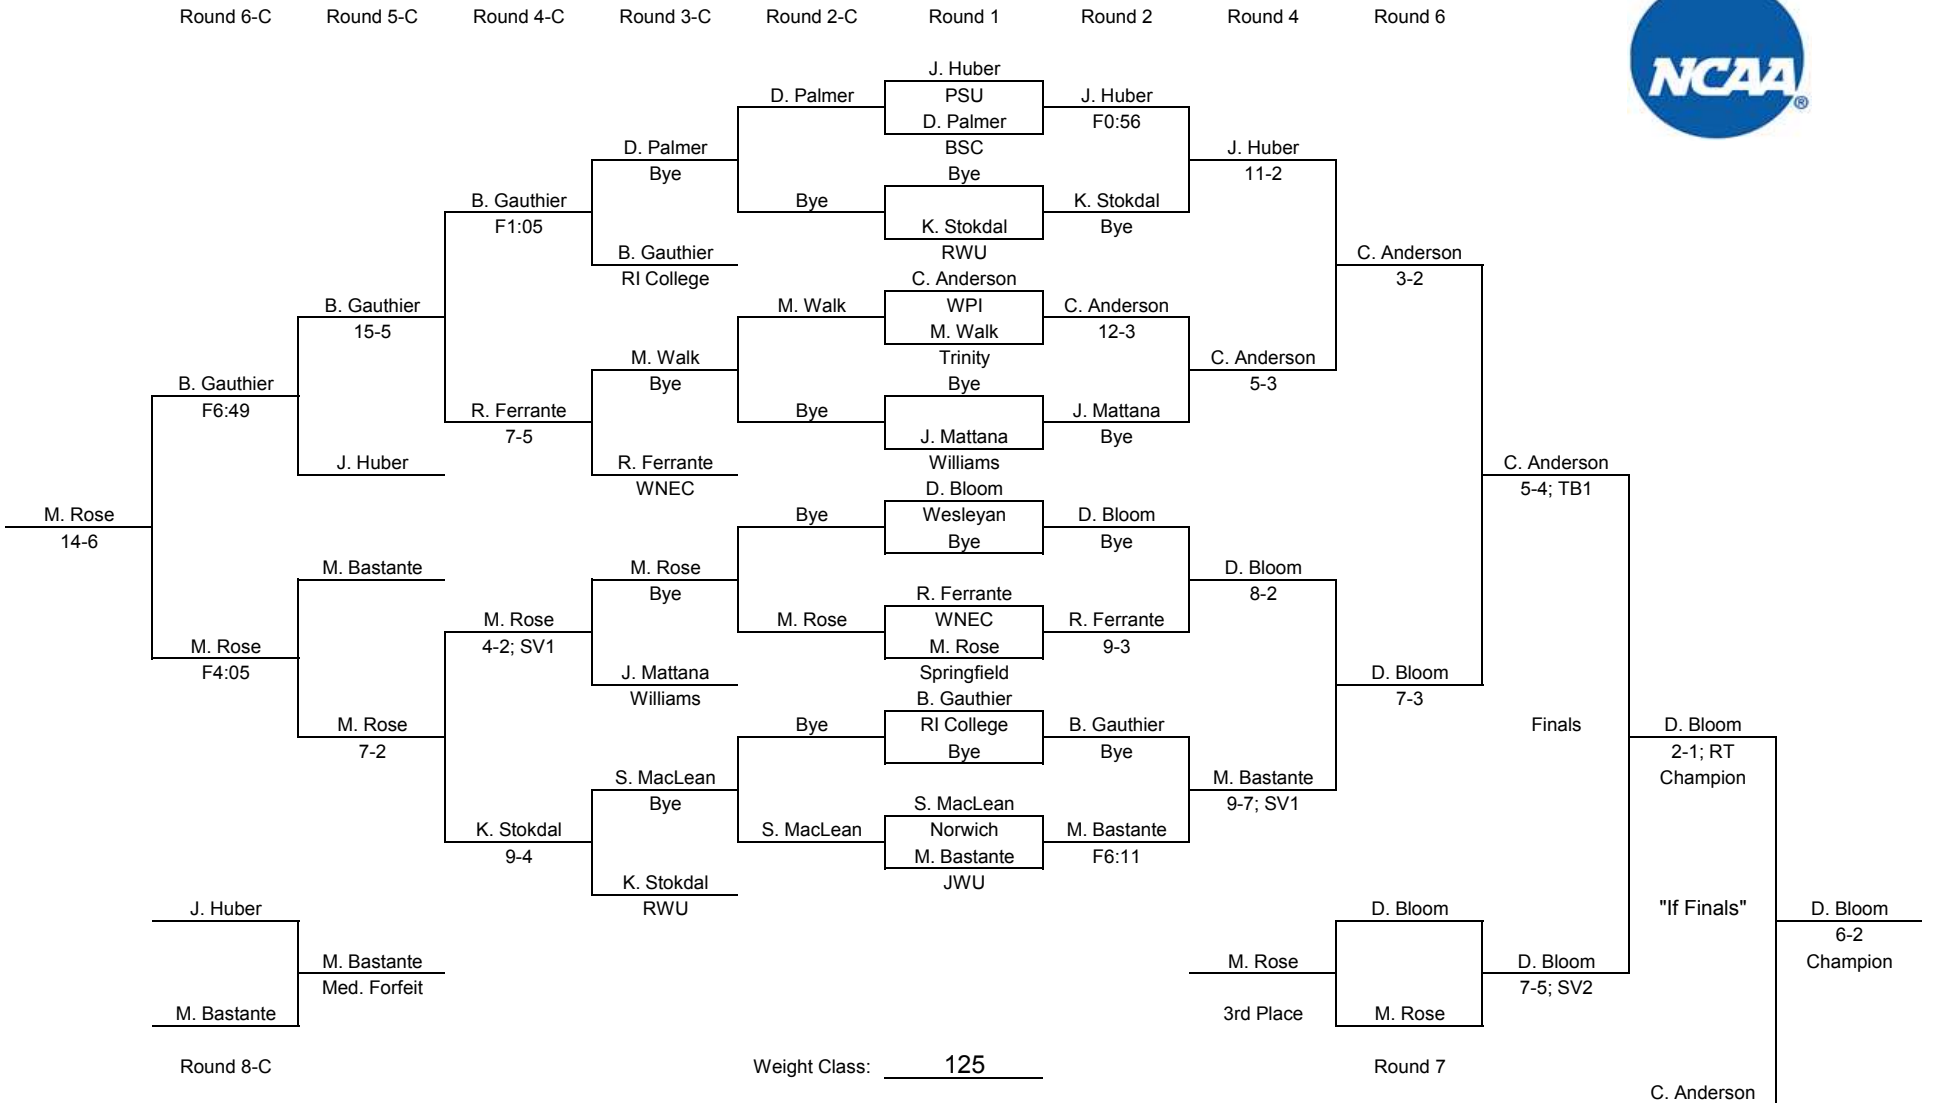 Round 6-C Round 5-C Round 4-C Round 3-C Round 2-C Round 1 Round 2 Round 4 Round 6
NCAA®
J. Huber
D. Palmer PSU J. Huber
D. Palmer F0:56
D. Palmer BSC J. Huber
Bye Bye 11-2
B. Gauthier Bye K. Stokdal
F1:05 K. Stokdal Bye
B. Gauthier RWU C. Anderson
RI College C. Anderson 3-2
B. Gauthier M. Walk WPI C. Anderson
15-5 M. Walk 12-3
M. Walk Trinity C. Anderson
B. Gauthier Bye Bye 5-3
F6:49 R. Ferrante Bye J. Mattana
7-5 J. Mattana Bye
J. Huber R. Ferrante Williams C. Anderson
WNEC D. Bloom 5-4; TB1
M. Rose Bye Wesleyan D. Bloom
14-6 Bye Bye
M. Bastante M. Rose D. Bloom
Bye R. Ferrante 8-2
M. Rose M. Rose WNEC R. Ferrante
M. Rose 4-2; SV1 M. Rose 9-3
F4:05 J. Mattana Springfield D. Bloom
Williams B. Gauthier 7-3
M. Rose Bye RI College B. Gauthier Finals D. Bloom
7-2 Bye Bye 2-1; RT
S. MacLean M. Bastante Champion
Bye S. MacLean 9-7; SV1
K. Stokdal S. MacLean Norwich M. Bastante
9-4 M. Bastante F6:11
K. Stokdal JWU
J. Huber RWU D. Bloom "If Finals" D. Bloom
6-2
M. Bastante M. Rose D. Bloom Champion
Med. Forfeit 7-5; SV2
M. Bastante 3rd Place M. Rose
Round 8-C Weight Class: 125 Round 7
C. Anderson